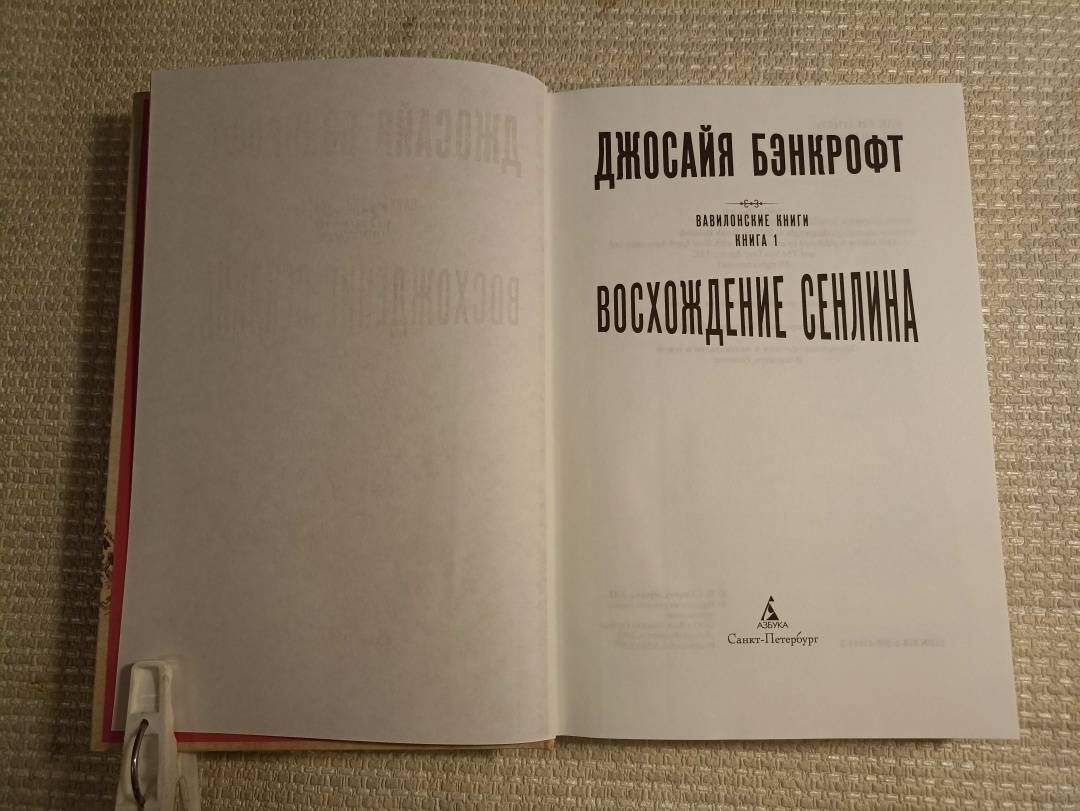 ДЖОСАЙЯ БЭНКРОФТ
ВАВИЛОНСКИЕ КНИГИ
КНИГА 1
ВОСХОЖДЕНИЕ СЕНЛИНА
АЗБУКА
Санкт-Петербург